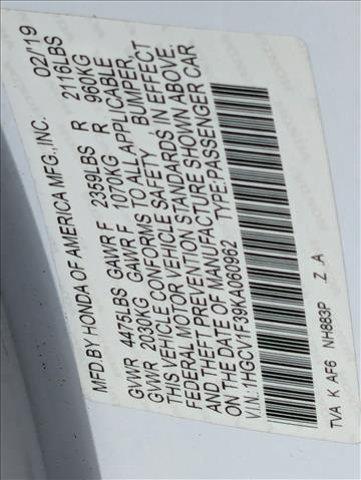 MFD.BY HONDA OF AMERICA MFG.,INC. 02/19
GVWR 4475LBS GAWR F 2359LBS R 2116LBS
GVWR 2030KG GAWR F 1070KG R 960KG
THIS VEHICLE CONFORMS TO ALL APPLICABLE
FEDERAL MOTOR VEHICLE SAFETY, BUMPER,
AND THEFT PREVENTION STANDARDS IN EFFECT
ON THE DATE OF MANUFACTURE SHOWN ABOVE.
V.I.N.:1HGCV1F39KA060962 TYPE:PASSENGER CAR
TVA K AF6 NH883P Z_A